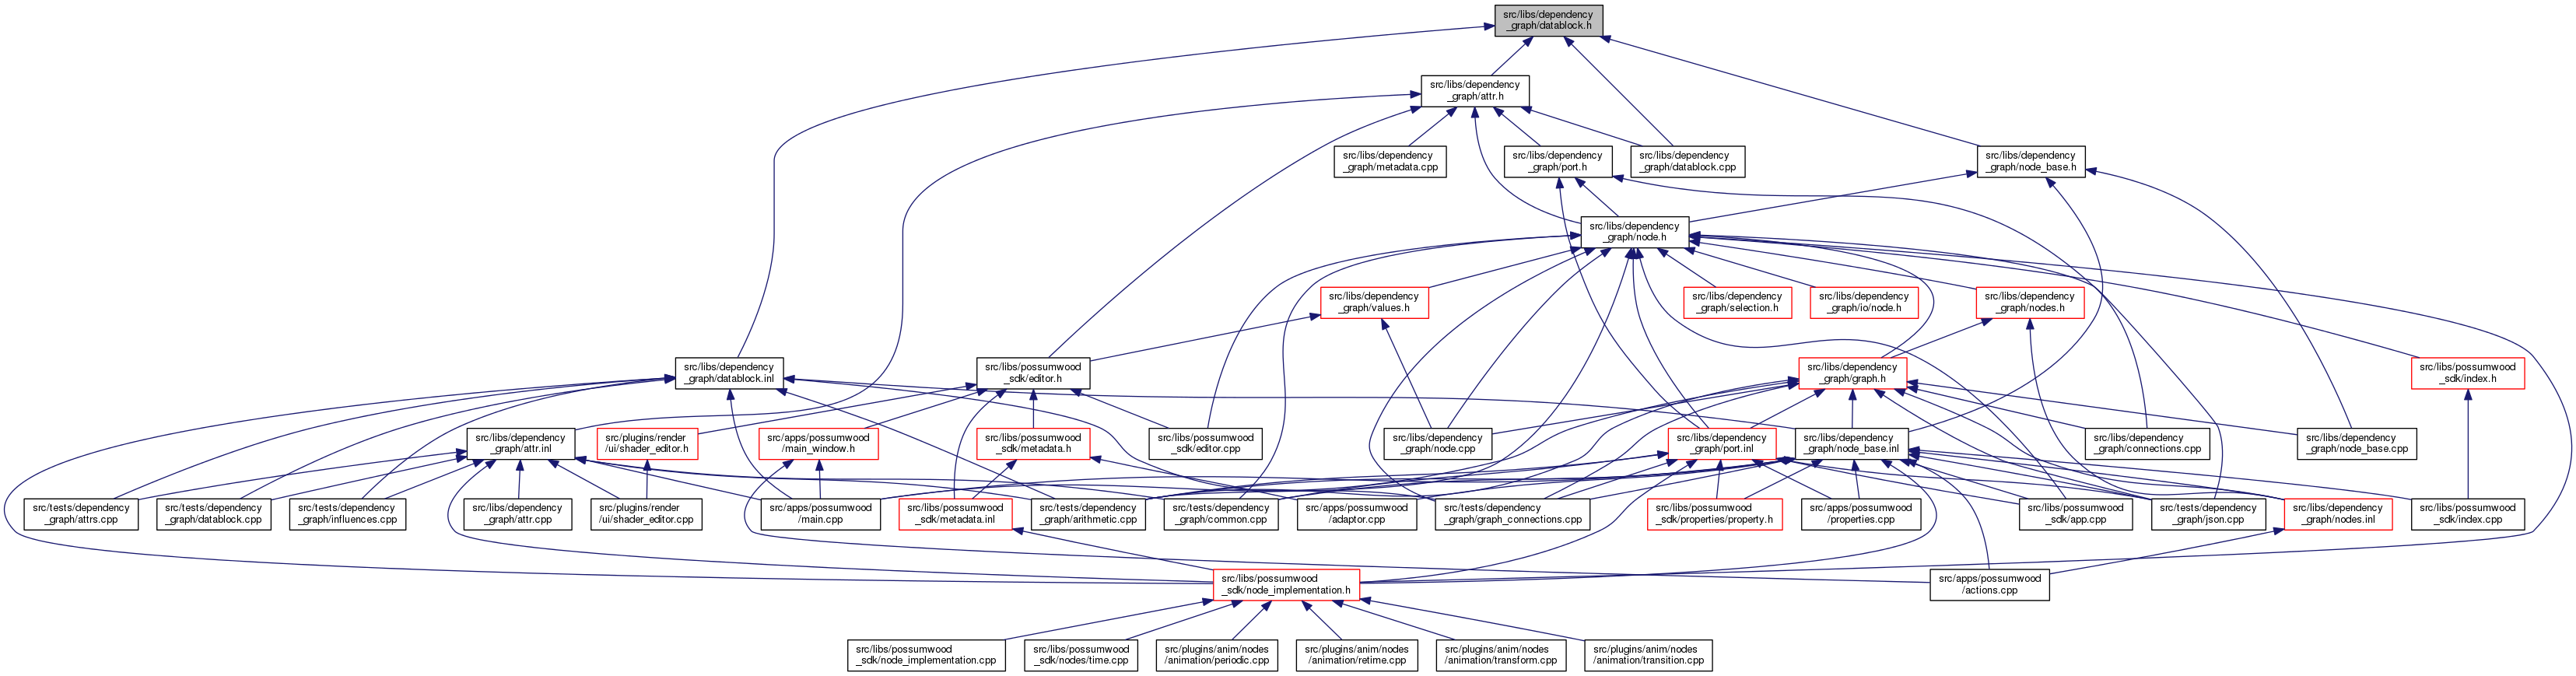 src/libs/dependency
_graph/datablock.h
src/libs/dependency
_graph/attr.h
src/libs/dependency
_graph/metadata.cpp
src/libs/dependency
_graph/port.h
src/libs/dependency
_graph/datablock.cpp
src/libs/dependency
_graph/node_base.h
src/libs/dependency
_graph/node.h
src/libs/dependency
_graph/values.h
src/libs/dependency
_graph/selection.h
src/libs/dependency
_graph/io/node.h
src/libs/dependency
_graph/nodes.h
src/libs/dependency
_graph/datablock.inl
src/libs/possumwood
_sdk/editor.h
src/libs/dependency
_graph/graph.h
src/libs/possumwood
_sdk/index.h
src/libs/dependency
_graph/attr.inl
src/plugins/render
/ui/shader_editor.h
src/apps/possumwood
/main_window.h
src/libs/possumwood
_sdk/metadata.h
src/libs/possumwood
_sdk/editor.cpp
src/libs/dependency
_graph/node.cpp
src/libs/dependency
_graph/port.inl
src/libs/dependency
_graph/node_base.inl
src/libs/dependency
_graph/connections.cpp
src/libs/dependency
_graph/node_base.cpp
src/tests/dependency
_graph/attrs.cpp
src/tests/dependency
_graph/datablock.cpp
src/tests/dependency
_graph/influences.cpp
src/libs/dependency
_graph/attr.cpp
src/plugins/render
/ui/shader_editor.cpp
src/apps/possumwood
/main.cpp
src/libs/possumwood
_sdk/metadata.inl
src/tests/dependency
_graph/arithmetic.cpp
src/tests/dependency
_graph/common.cpp
src/apps/possumwood
/adaptor.cpp
src/tests/dependency
_graph/graph_connections.cpp
src/libs/possumwood
_sdk/properties/property.h
src/apps/possumwood
/properties.cpp
src/libs/possumwood
_sdk/app.cpp
src/tests/dependency
_graph/json.cpp
src/libs/dependency
_graph/nodes.inl
src/libs/possumwood
_sdk/index.cpp
src/libs/possumwood
_sdk/node_implementation.h
src/apps/possumwood
/actions.cpp
src/libs/possumwood
_sdk/node_implementation.cpp
src/libs/possumwood
_sdk/nodes/time.cpp
src/plugins/anim/nodes
/animation/periodic.cpp
src/plugins/anim/nodes
/animation/retime.cpp
src/plugins/anim/nodes
/animation/transform.cpp
src/plugins/anim/nodes
/animation/transition.cpp